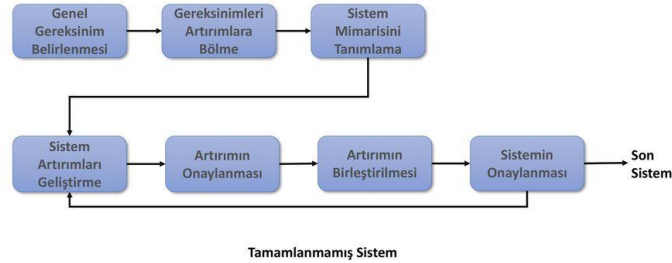 Genel
Gereksinim
Belirlenmesi
Gereksinimleri
Artırımlara
Bölme
Sistem
Mimarisini
Tanımlama
Sistem
Artırımları
Geliştirme
Artırımın
Onaylanması
Artırımın
Birleştirilmesi
Sistemin
Onaylanması
Son
Sistem
Tamamlanmamış Sistem